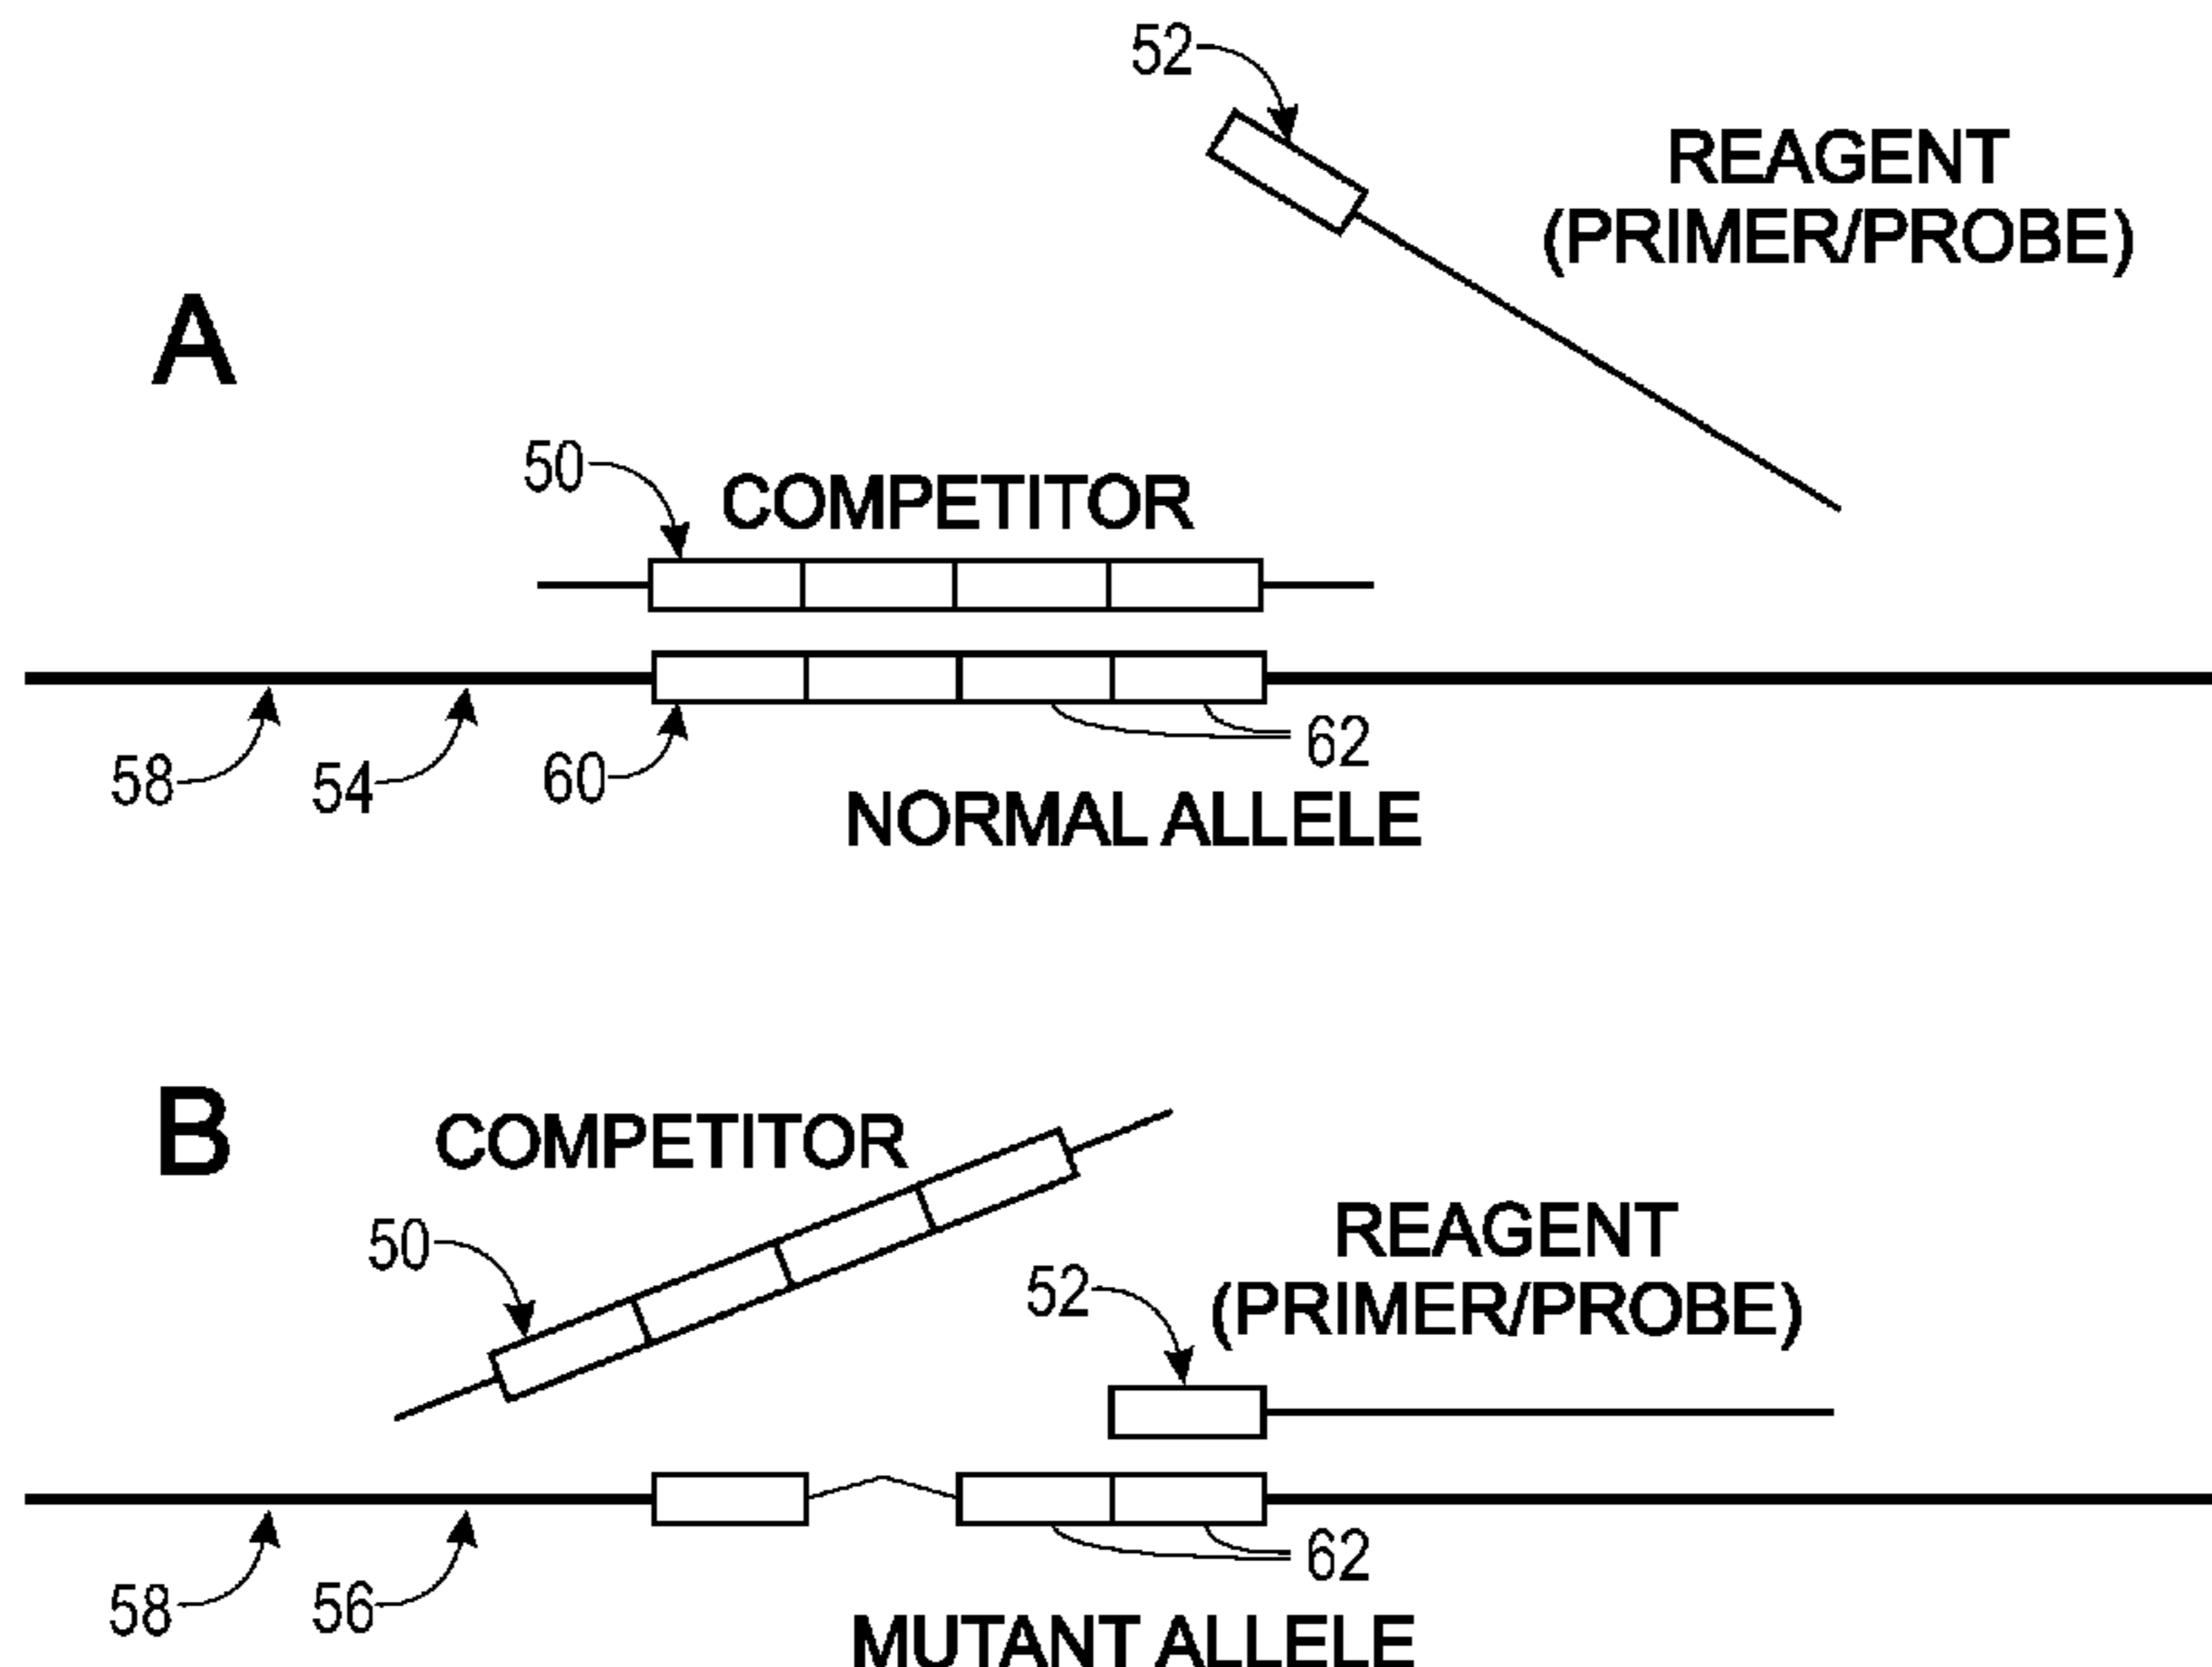 52
REAGENT
(PRIMER/PROBE)
A
50
COMPETITOR
58
54
60
62
NORMAL ALLELE
B
COMPETITOR
50
REAGENT
(PRIMER/PROBE)
52
58
56
62
MUTANT ALLELE